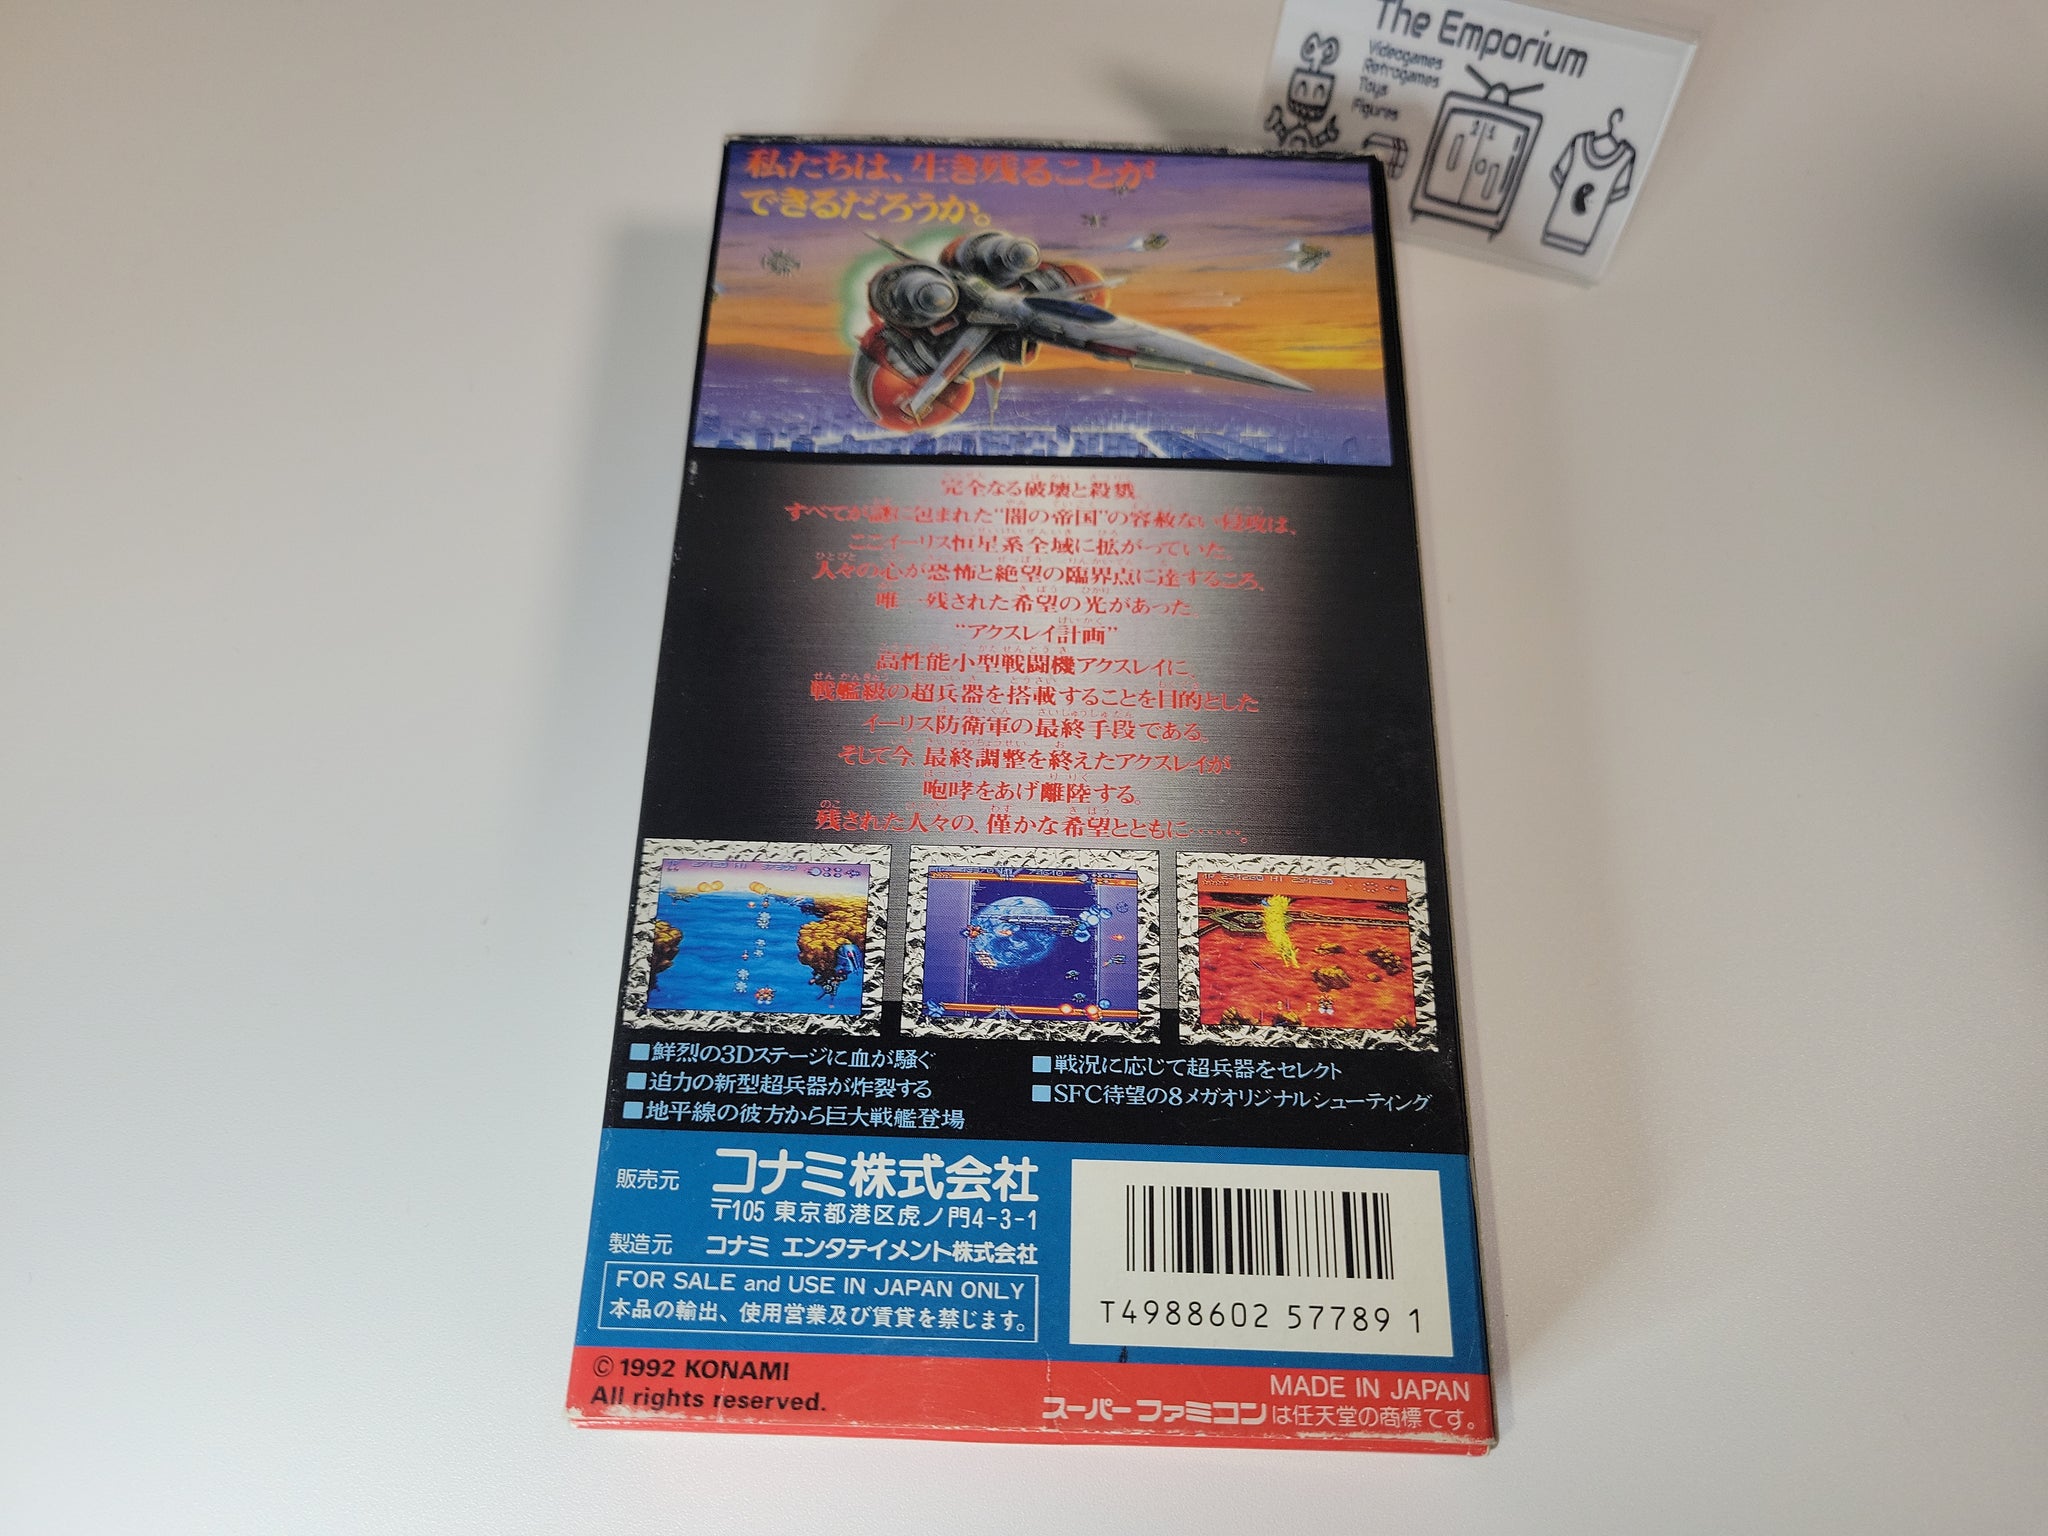 The Emporium
Videogames
Retrogames
Toys
Figures
私たちは、生き残ることが
できるだろうか。
完全なる破壊と殺戮
すべてが謎に包まれた“闇の帝国”の容赦ない侵攻は、
ここイーリス恒星系全域に拡がっていた。
人々の心が恐怖と絶望の臨界点に達するころ、
唯一残された希望の光があった。
“アクスレイ計画”
高性能小型戦闘機アクスレイに、
戦艦級の超兵器を搭載することを目的とした
イーリス防衛軍の最終手段である。
そして今、最終調整を終えたアクスレイが
咆哮をあげ離陸する。
残された人々の、僅かな希望とともに……。
■鮮烈の3Dステージに血が騒ぐ
■迫力の新型超兵器が炸裂する
■地平線の彼方から巨大戦艦登場
■戦況に応じて超兵器をセレクト
■SFC待望の8メガオリジナルシューティング
販売元 コナミ株式会社
〒105 東京都港区虎ノ門4-3-1
製造元 コナミ エンタテイメント株式会社
FOR SALE and USE IN JAPAN ONLY
本品の輸出、使用営業及び賃貸を禁じます。
T4988602 577891
© 1992 KONAMI
All rights reserved.
MADE IN JAPAN
スーパーファミコンは任天堂の商標です。